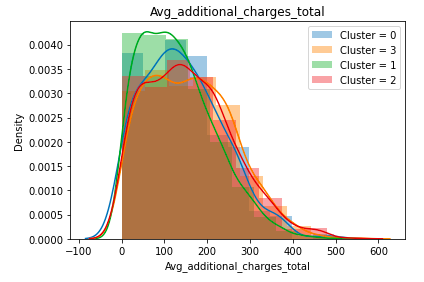 Avg_additional_charges_total
Cluster = 0
Cluster = 3
Cluster = 1
Cluster = 2
Density
0.0040
0.0035
0.0030
0.0025
0.0020
0.0015
0.0010
0.0005
0.0000
−100 0 100 200 300 400 500 600
Avg_additional_charges_total